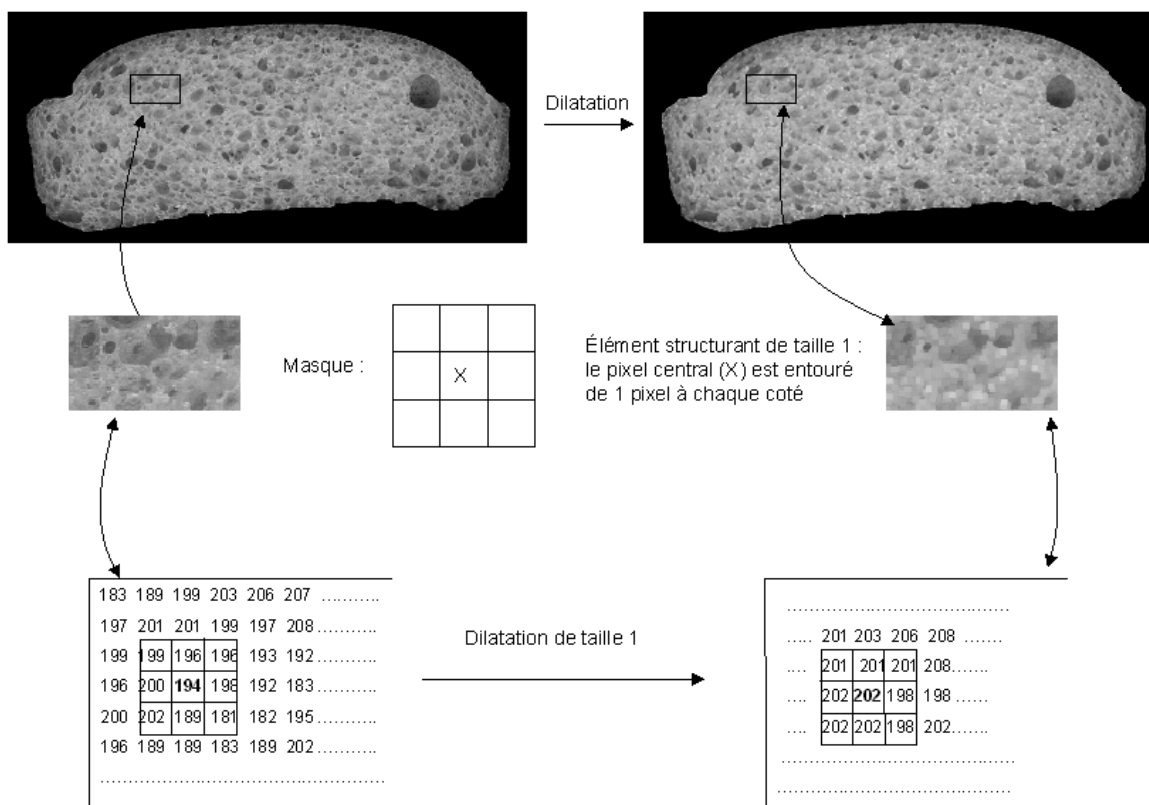 Dilatation
Masque :
X
Élément structurant de taille 1 :
le pixel central (X) est entouré
de 1 pixel à chaque coté
183 189 199 203 206 207 ...........
197 201 201 199 197 208...........
199 199 196 196 193 192...........
196 200 194 198 192 183...........
200 202 189 181 182 195...........
196 189 189 183 189 202...........
.....................................................
Dilatation de taille 1
..........................................
..... 201 203 206 208 .......
.... 201 201 201 208......
.... 202 202 198 198 ......
.... 202 202 198 202.......
...........................................
...........................................